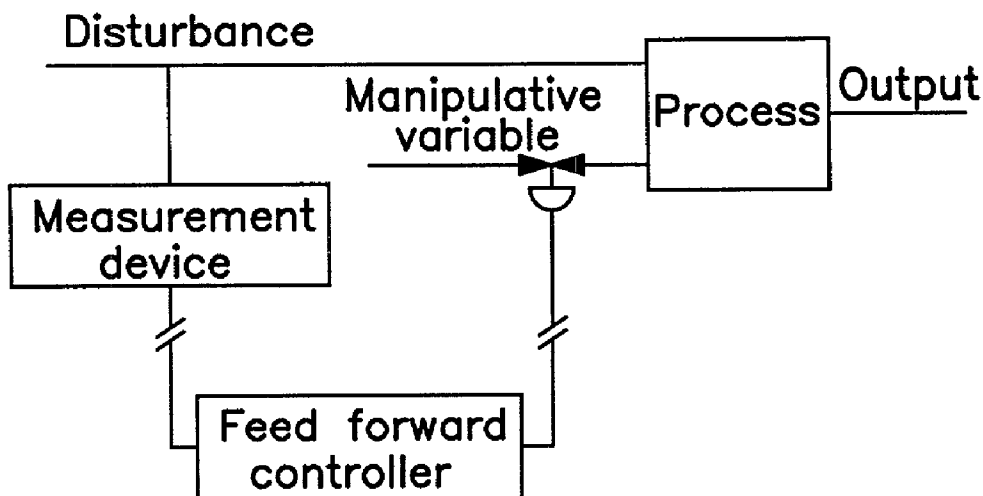 Disturbance
Manipulative
variable
Process
Output
Measurement
device
Feed forward
controller